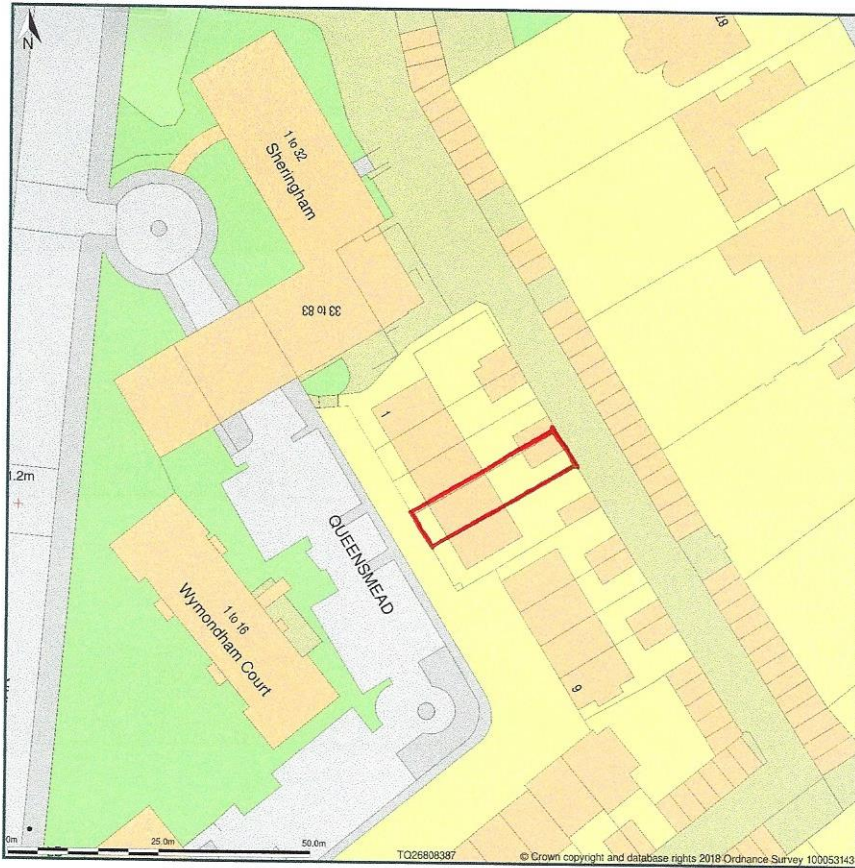 N
87
1 to 32
Sheringham
33 to 83
1
1.2m
QUEENSMEAD
1 to 16
Wymondham Court
9
0m
25.0m
50.0m
TQ26808387
© Crown copyright and database rights 2018 Ordnance Survey 100053143